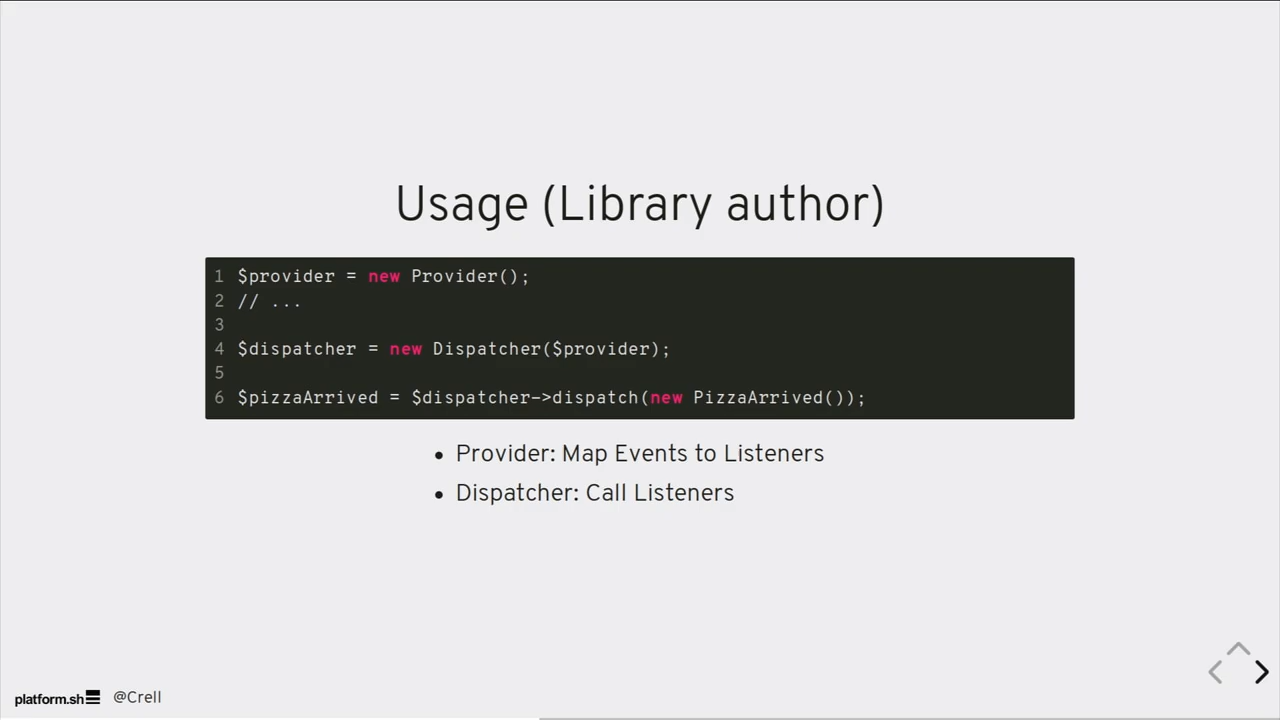 Usage (Library author)
1 $provider = new Provider();
2 // ...
3
4 $dispatcher = new Dispatcher($provider);
5
6 $pizzaArrived = $dispatcher->dispatch(new PizzaArrived());
• Provider: Map Events to Listeners
• Dispatcher: Call Listeners
platform.sh @Crell